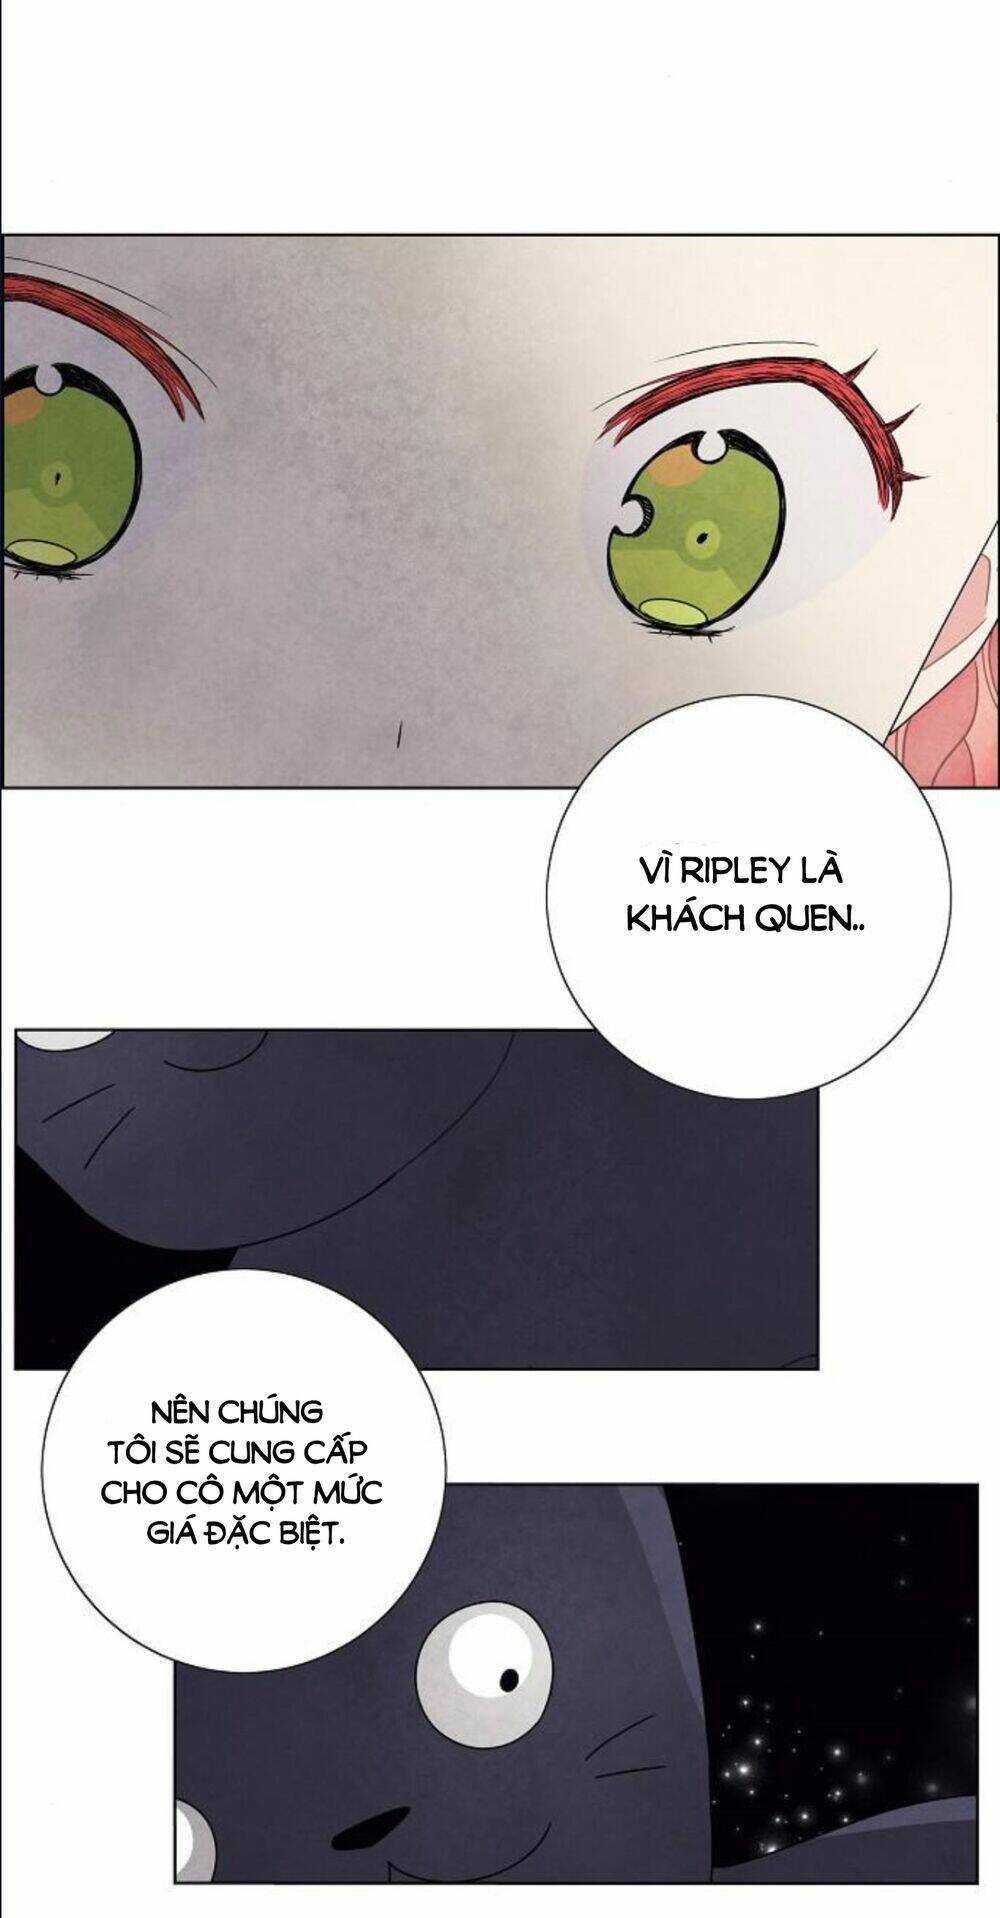 VÌ RIPLEY LÀ
KHÁCH QUEN..
NÊN CHÚNG
TÔI SẼ CUNG CẤP
CHO CÔ MỘT MỨC
GIÁ ĐẶC BIỆT.